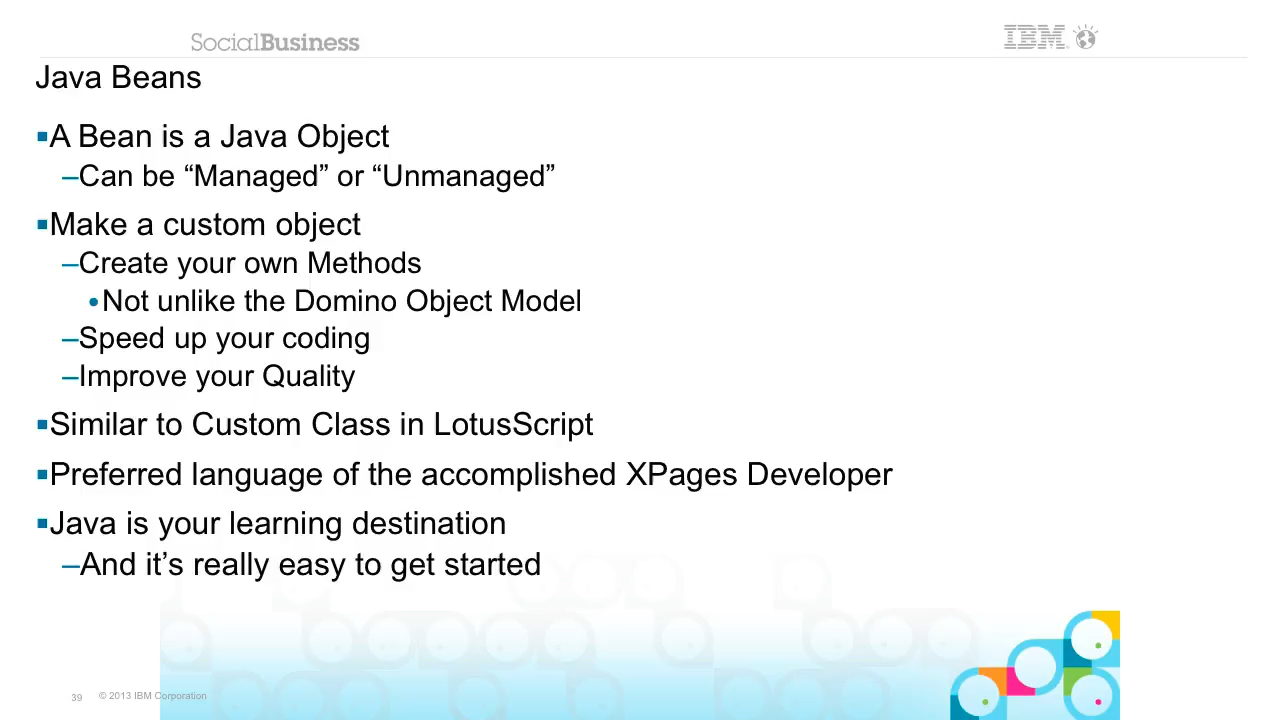 SocialBusiness
IBM
Java Beans
▪A Bean is a Java Object
–Can be “Managed” or “Unmanaged”
▪Make a custom object
–Create your own Methods
•Not unlike the Domino Object Model
–Speed up your coding
–Improve your Quality
▪Similar to Custom Class in LotusScript
▪Preferred language of the accomplished XPages Developer
▪Java is your learning destination
–And it’s really easy to get started
39 © 2013 IBM Corporation